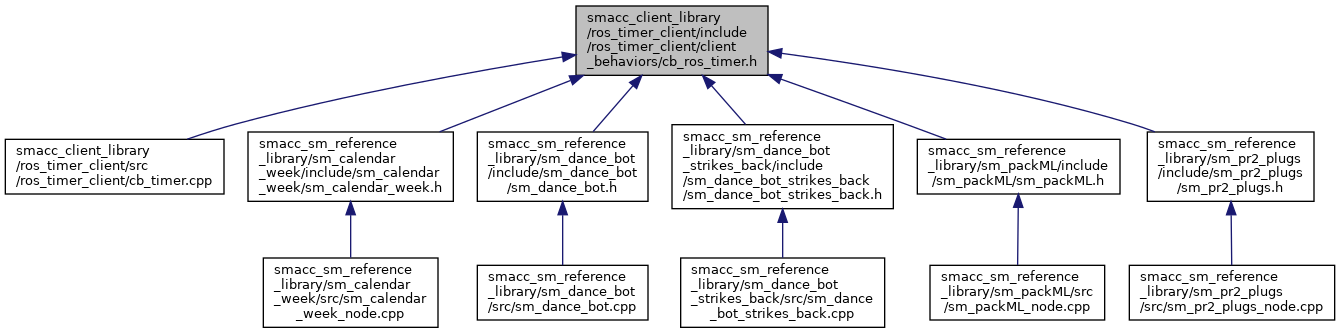 smacc_client_library
/ros_timer_client/include
/ros_timer_client/client
_behaviors/cb_ros_timer.h
smacc_client_library
/ros_timer_client/src
/ros_timer_client/cb_timer.cpp
smacc_sm_reference
_library/sm_calendar
_week/include/sm_calendar
_week/sm_calendar_week.h
smacc_sm_reference
_library/sm_dance_bot
/include/sm_dance_bot
/sm_dance_bot.h
smacc_sm_reference
_library/sm_dance_bot
_strikes_back/include
/sm_dance_bot_strikes_back
/sm_dance_bot_strikes_back.h
smacc_sm_reference
_library/sm_packML/include
/sm_packML/sm_packML.h
smacc_sm_reference
_library/sm_pr2_plugs
/include/sm_pr2_plugs
/sm_pr2_plugs.h
smacc_sm_reference
_library/sm_calendar
_week/src/sm_calendar
_week_node.cpp
smacc_sm_reference
_library/sm_dance_bot
/src/sm_dance_bot.cpp
smacc_sm_reference
_library/sm_dance_bot
_strikes_back/src/sm_dance
_bot_strikes_back.cpp
smacc_sm_reference
_library/sm_packML/src
/sm_packML_node.cpp
smacc_sm_reference
_library/sm_pr2_plugs
/src/sm_pr2_plugs_node.cpp